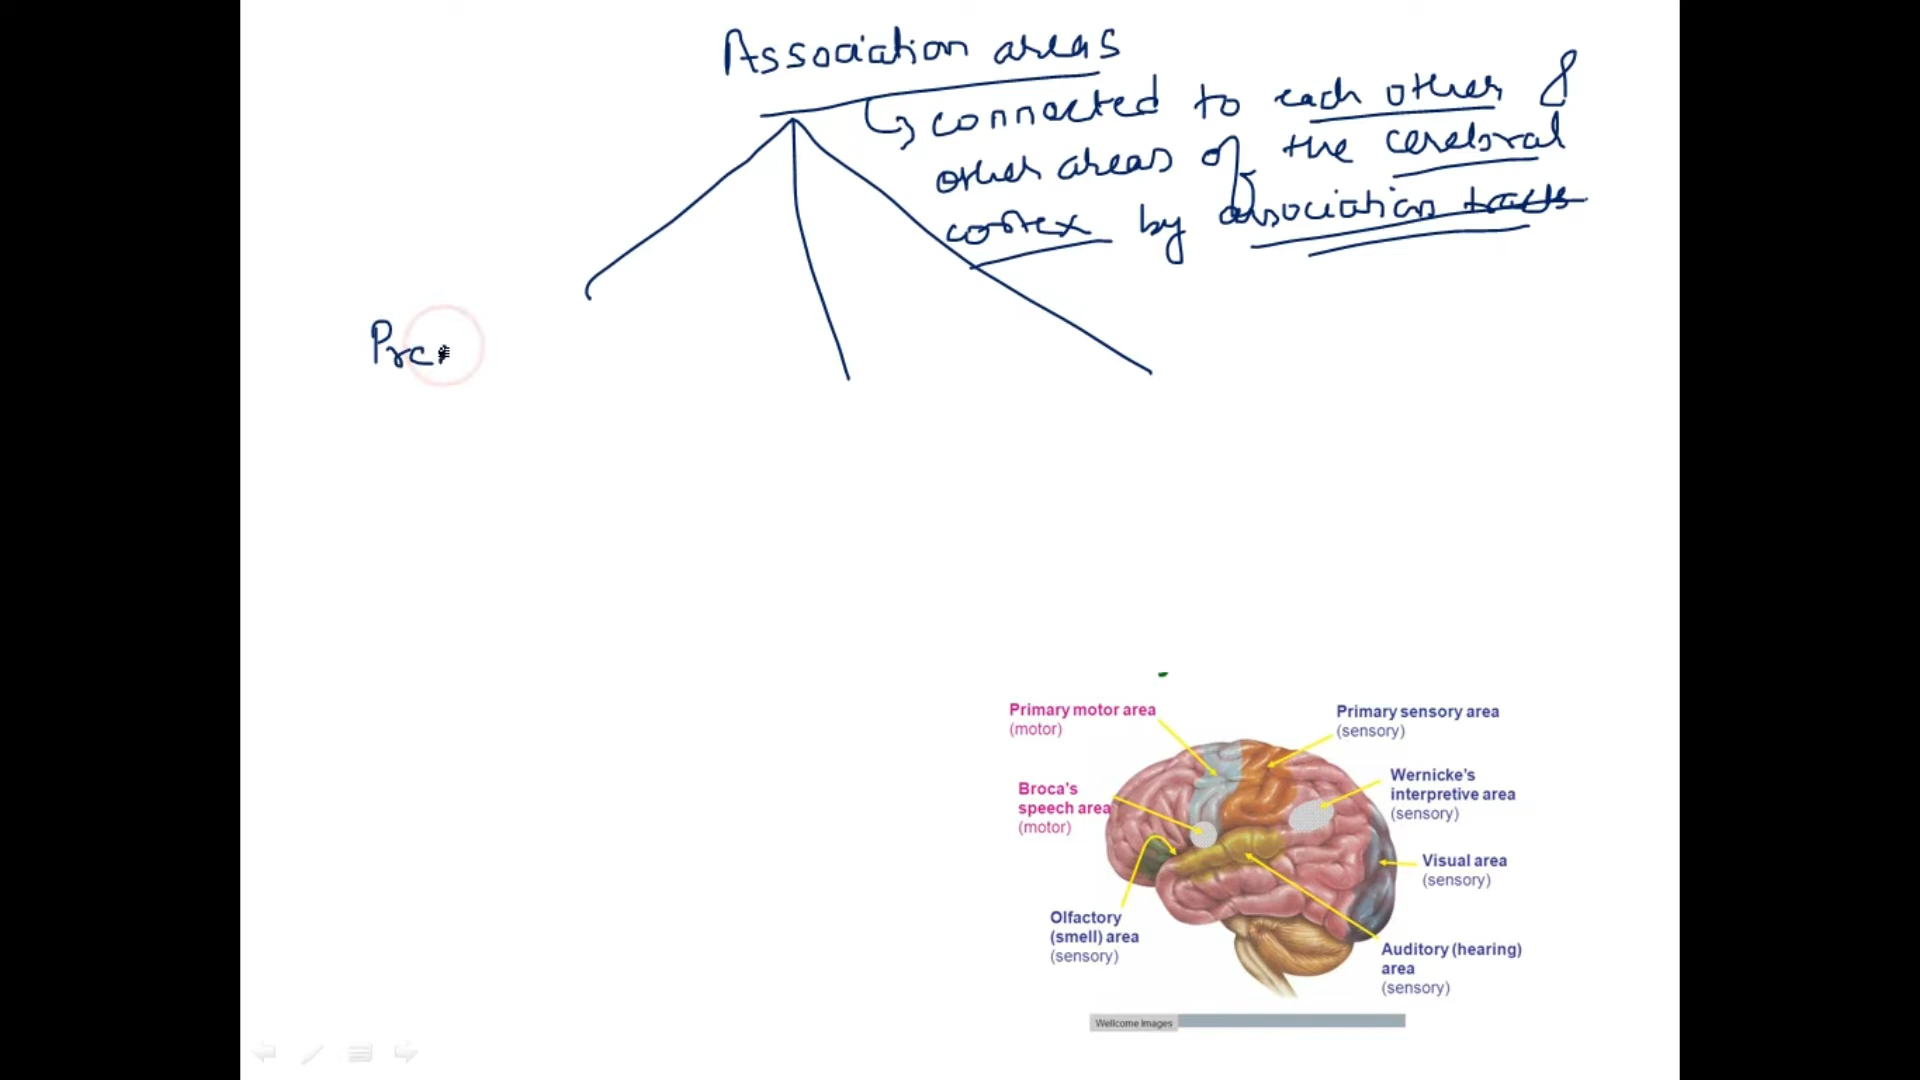 Association areas
connected to each other &
other areas of the cerebral
cortex by association tracts
Pre
Primary motor area
(motor)
Primary sensory area
(sensory)
Broca's
speech area
(motor)
Wernicke's
interpretive area
(sensory)
Visual area
(sensory)
Olfactory
(smell) area
(sensory)
Auditory (hearing)
area
(sensory)
Wellcome Images